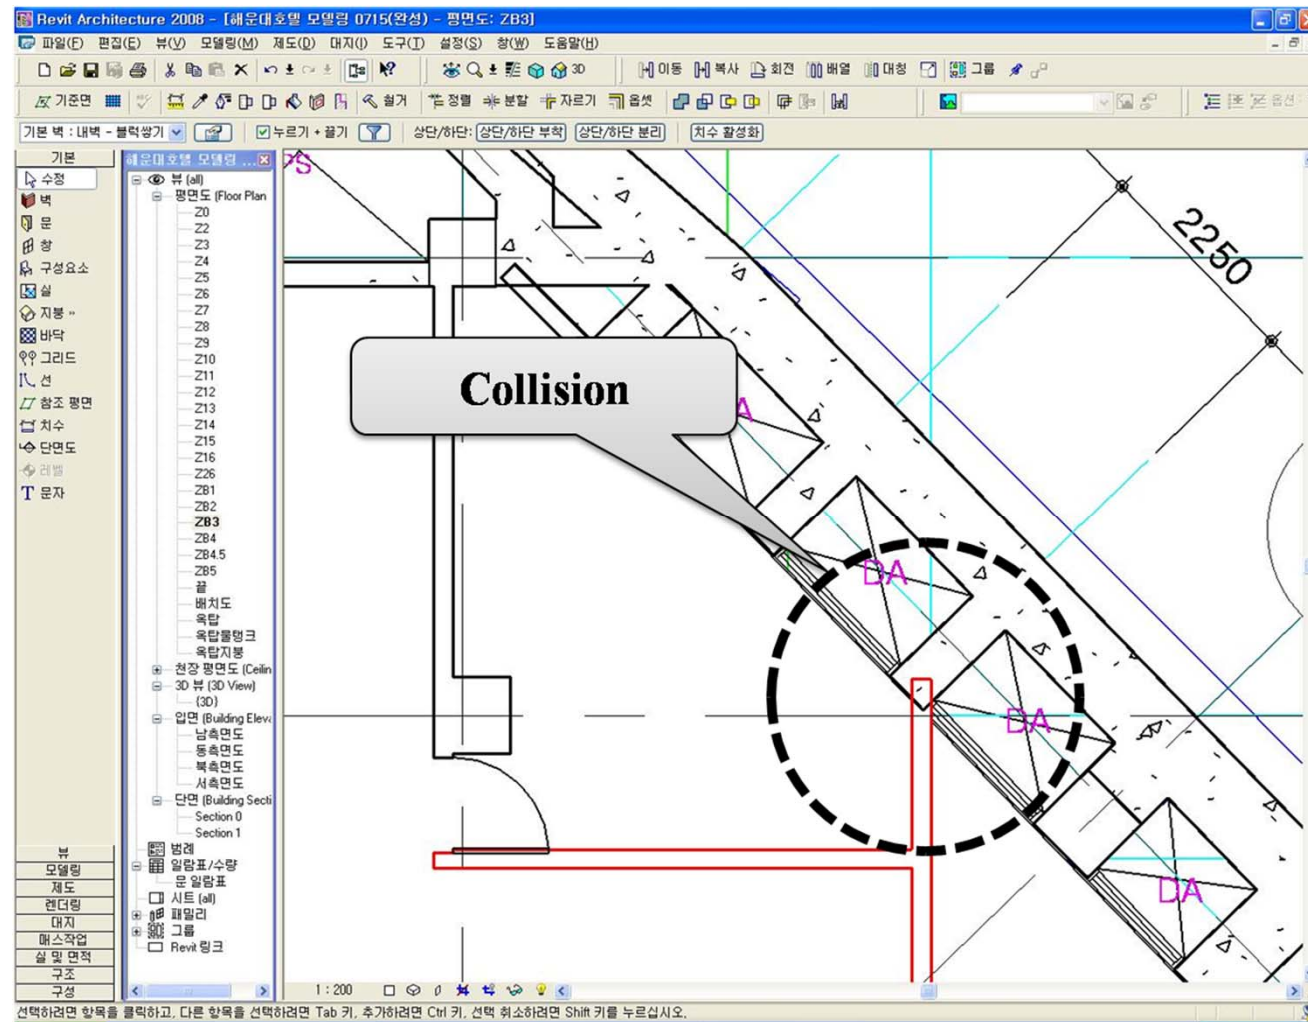 Revit Architecture 2008 - [해운대호텔 모델링 0715(완성) - 평면도: ZB3]
파일(F) 편집(E) 뷰(V) 모델링(M) 제도(D) 대지(I) 도구(T) 설정(S) 창(W) 도움말(H)
3D 이동 복사 회전 배열 대칭 그룹
기준면 철거 정렬 분할 자르기 옵셋
기본 벽 : 내벽 - 블럭쌓기 누르기 + 끌기 상단/하단: 상단/하단 부착 상단/하단 분리 치수 활성화
기본
수정
벽
문
창
구성요소
실
지붕 »
바닥
그리드
선
참조 평면
치수
단면도
레벨
문자
뷰
모델링
제도
렌더링
대지
매스작업
실 및 면적
구조
구성
해운대호텔 모델링 ...
뷰 (all)
평면도 (Floor Plan
Z0
Z2
Z3
Z4
Z5
Z6
Z7
Z8
Z9
Z10
Z11
Z12
Z13
Z14
Z15
Z16
Z26
ZB1
ZB2
ZB3
ZB4
ZB4.5
ZB5
끝
배치도
옥탑
옥탑물탱크
옥탑지붕
천장 평면도 (Ceilin
3D 뷰 (3D View)
{3D}
입면 (Building Eleva
남측면도
동측면도
북측면도
서측면도
단면 (Building Secti
Section 0
Section 1
범례
일람표/수량
문 일람표
시트 (all)
패밀리
그룹
Revit 링크
PS
2250
Collision
A
DA
DA
DA
1 : 200
선택하려면 항목을 클릭하고, 다른 항목을 선택하려면 Tab 키, 추가하려면 Ctrl 키, 선택 취소하려면 Shift 키를 누르십시오.